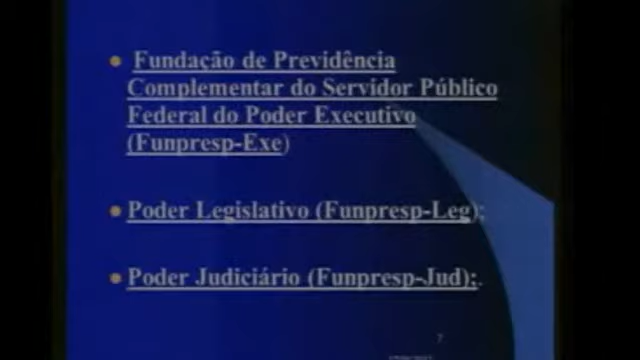 Fundação de Previdência
Complementar do Servidor Público
Federal do Poder Executivo
(Funpresp-Exe)
Poder Legislativo (Funpresp-Leg);
Poder Judiciário (Funpresp-Jud);.
7